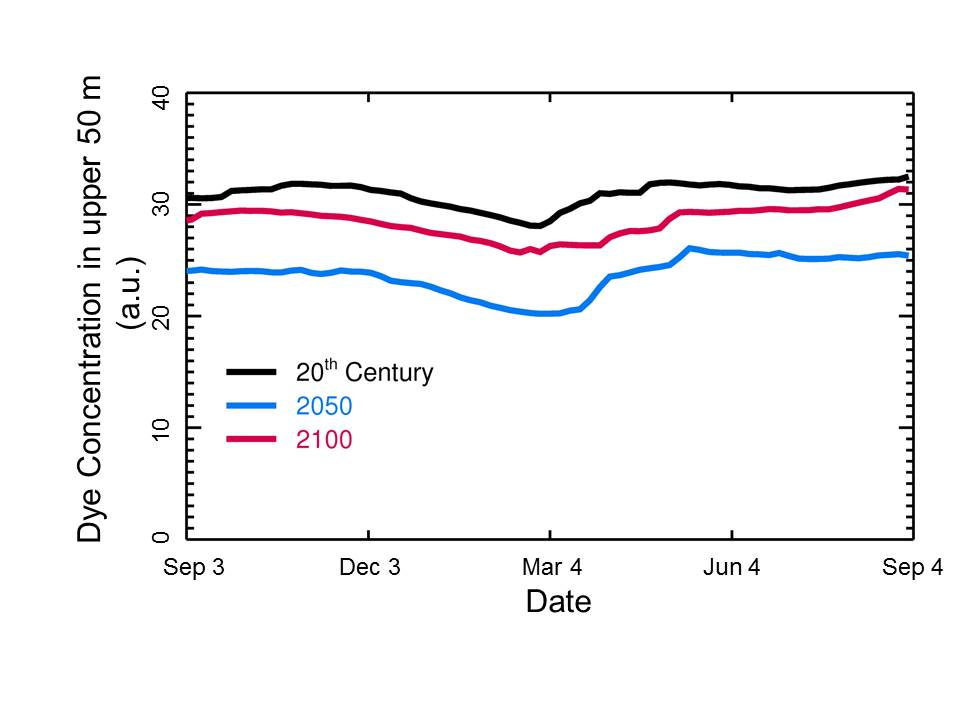 Dye Concentration in upper 50 m
(a.u.)
40
30
20
10
0
20th Century
2050
2100
Sep 3
Dec 3
Mar 4
Jun 4
Sep 4
Date